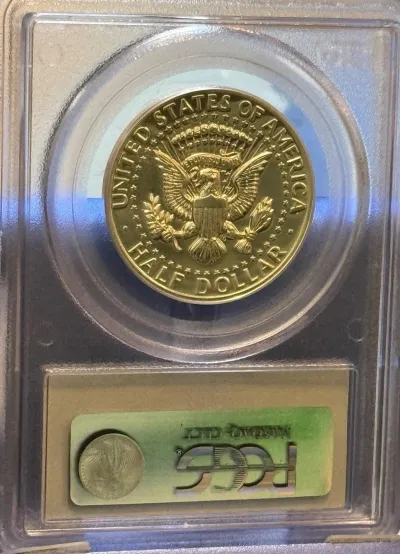 UNITED STATES OF AMERICA
HALF DOLLAR
PCGS